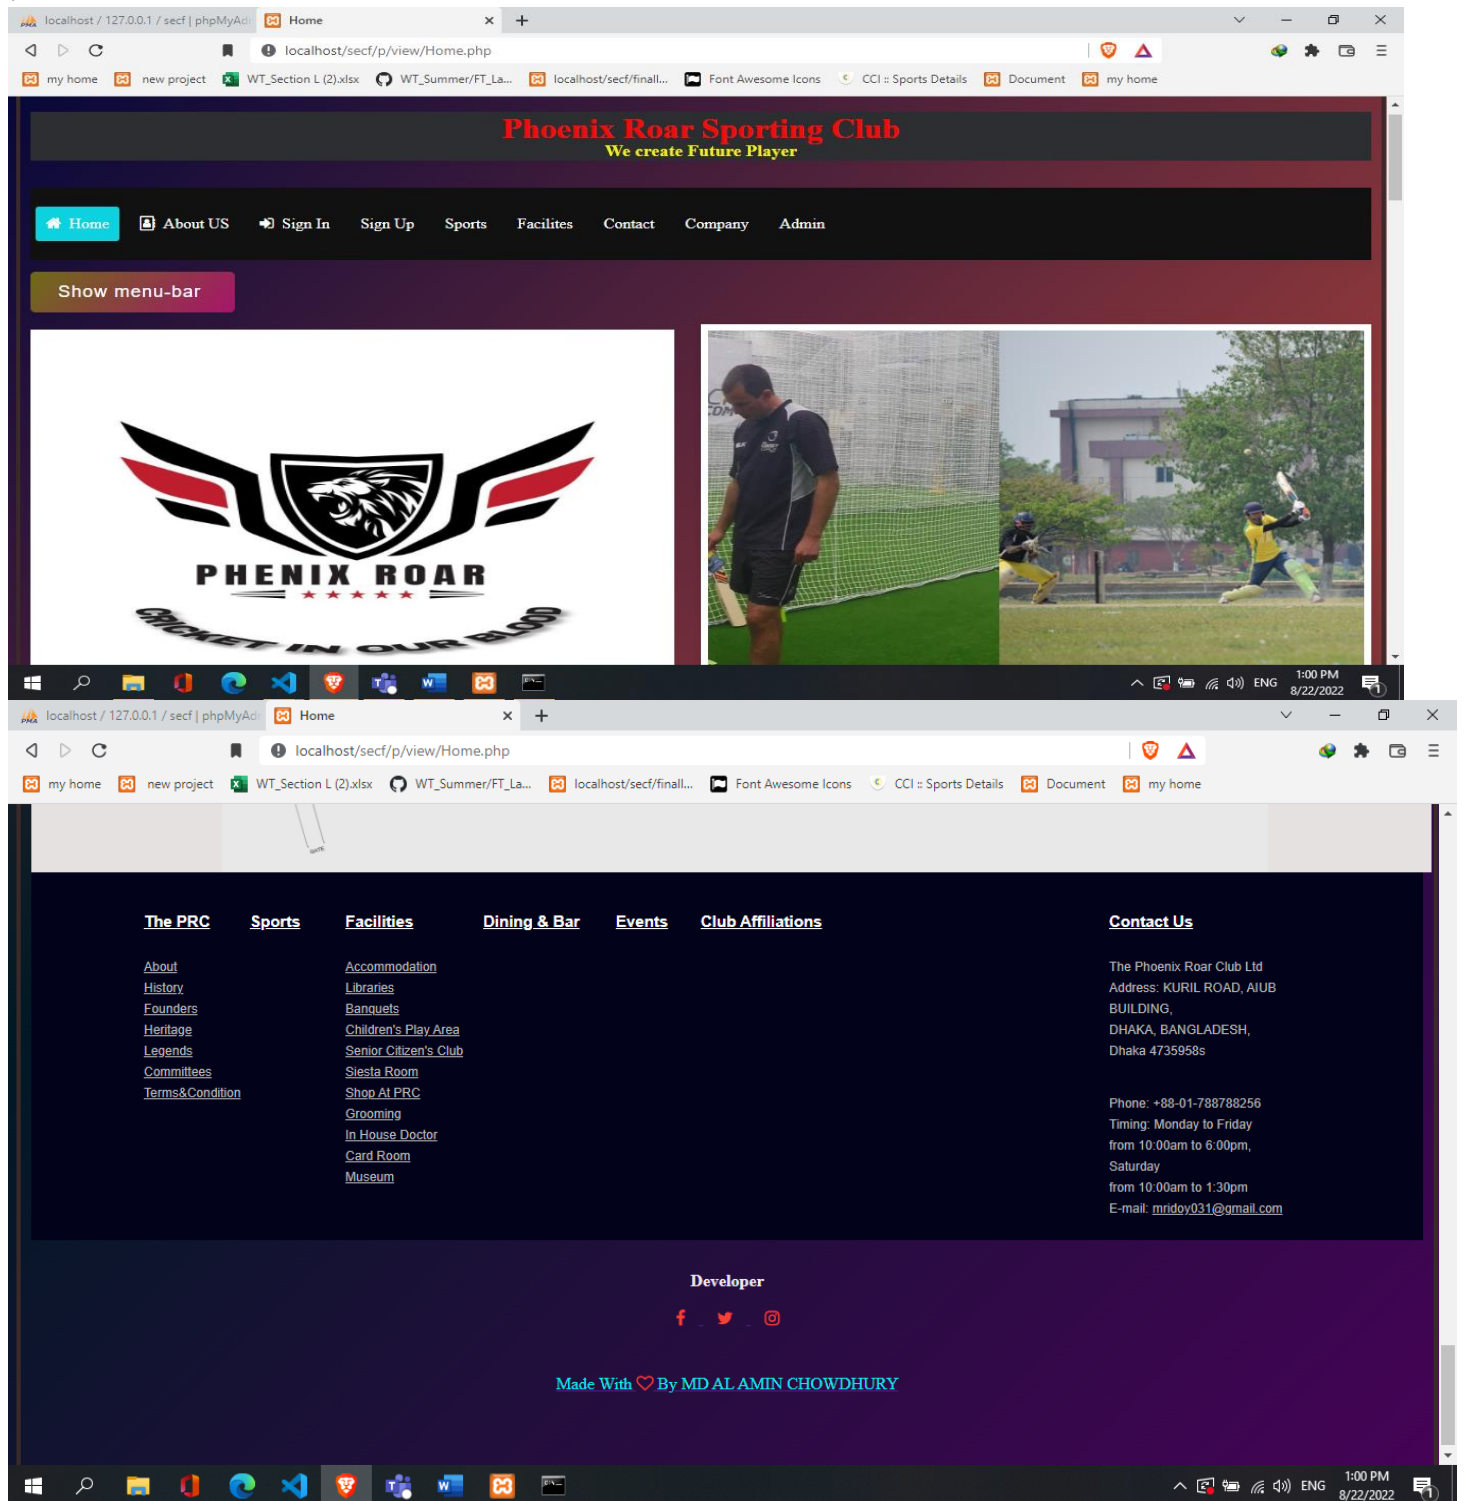 localhost / 127.0.0.1 / secf | phpMyAd
Home
localhost/secf/p/view/Home.php
my home
new project
WT_Section L (2).xlsx
WT_Summer/FT_La...
localhost/secf/finall...
Font Awesome Icons
CCI :: Sports Details
Document
my home
Phoenix Roar Sporting Club
We create Future Player
Home
About US
Sign In
Sign Up
Sports
Facilites
Contact
Company
Admin
Show menu-bar
PHENIX ROAR
CRICKET IN OUR BLOOD
ENG
1:00 PM
8/22/2022
1
localhost / 127.0.0.1 / secf | phpMyAd
Home
localhost/secf/p/view/Home.php
my home
new project
WT_Section L (2).xlsx
WT_Summer/FT_La...
localhost/secf/finall...
Font Awesome Icons
CCI :: Sports Details
Document
my home
GATE
The PRC
About
History
Founders
Heritage
Legends
Committees
Terms&Condition
Sports
Facilities
Accommodation
Libraries
Banquets
Children's Play Area
Senior Citizen's Club
Siesta Room
Shop At PRC
Grooming
In House Doctor
Card Room
Museum
Dining & Bar
Events
Club Affiliations
Contact Us
The Phoenix Roar Club Ltd
Address: KURIL ROAD, AIUB
BUILDING,
DHAKA, BANGLADESH,
Dhaka 4735958s
Phone: +88-01-788788256
Timing: Monday to Friday
from 10:00am to 6:00pm,
Saturday
from 10:00am to 1:30pm
E-mail: mridoy031@gmail.com
Developer
Made With By MD AL AMIN CHOWDHURY
ENG
1:00 PM
8/22/2022
1